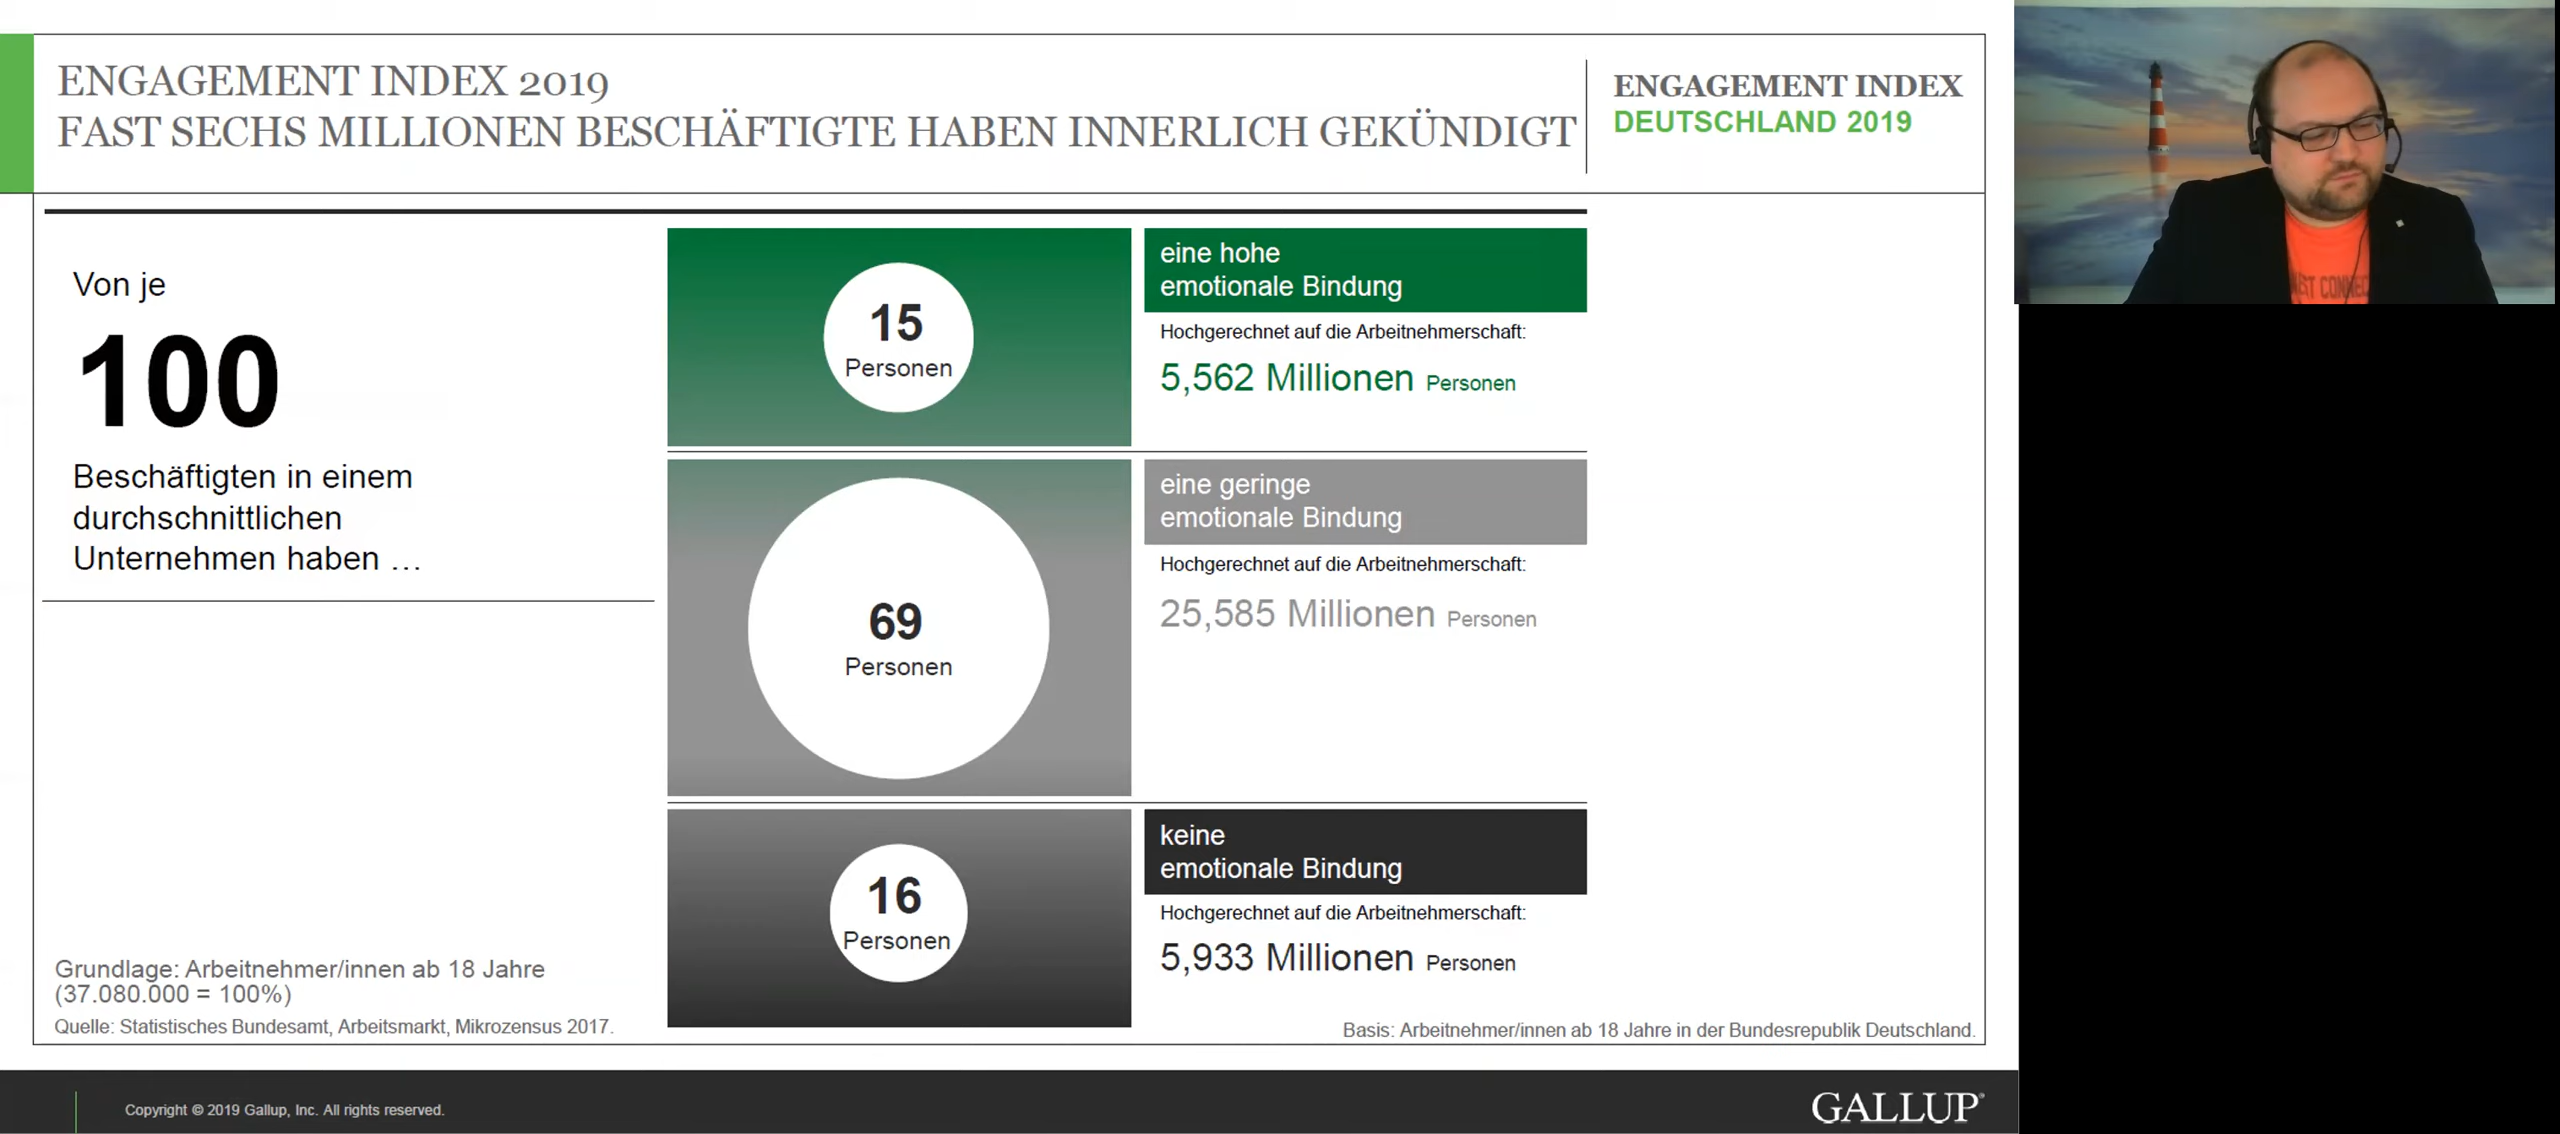 ENGAGEMENT INDEX 2019
FAST SECHS MILLIONEN BESCHÄFTIGTE HABEN INNERLICH GEKÜNDIGT
ENGAGEMENT INDEX
DEUTSCHLAND 2019
Von je
100
Beschäftigten in einem
durchschnittlichen
Unternehmen haben …
15
Personen
eine hohe
emotionale Bindung
Hochgerechnet auf die Arbeitnehmerschaft:
5,562 Millionen Personen
69
Personen
eine geringe
emotionale Bindung
Hochgerechnet auf die Arbeitnehmerschaft:
25,585 Millionen Personen
16
Personen
keine
emotionale Bindung
Hochgerechnet auf die Arbeitnehmerschaft:
5,933 Millionen Personen
Grundlage: Arbeitnehmer/innen ab 18 Jahre
(37.080.000 = 100%)
Quelle: Statistisches Bundesamt, Arbeitsmarkt, Mikrozensus 2017.
Basis: Arbeitnehmer/innen ab 18 Jahre in der Bundesrepublik Deutschland.
Copyright © 2019 Gallup, Inc. All rights reserved.
GALLUP®